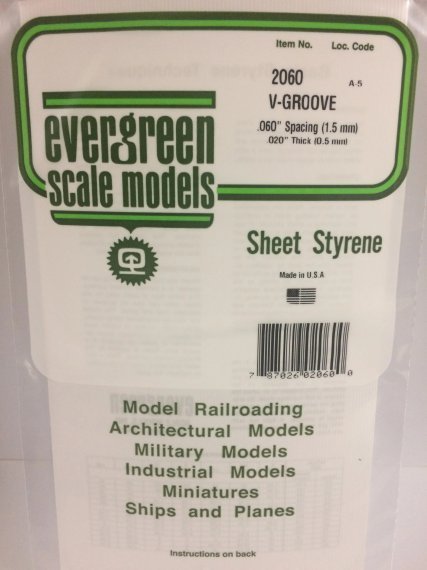 Item No. Loc. Code
2060 A-5
V-GROOVE
.060" Spacing (1.5 mm)
.020" Thick (0.5 mm)
evergreen
scale models
Sheet Styrene
Made in U.S.A
7 87026 02060 0
Model Railroading
Architectural Models
Military Models
Industrial Models
Miniatures
Ships and Planes
Instructions on back